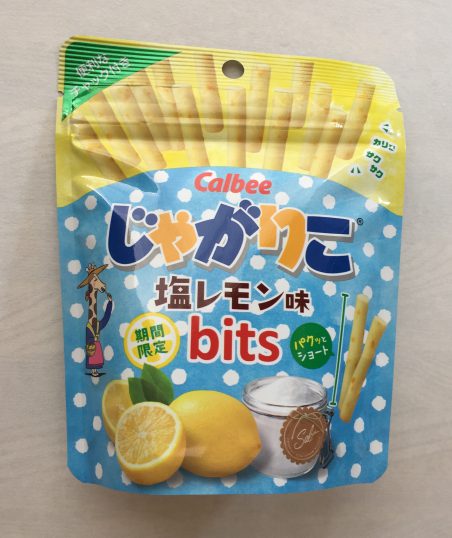 便利な
チャック付き
カリッ
サク
サク
Calbee
じゃがりこ®
塩レモン味
期間
限定
bits
パクッと
ショート
Salt